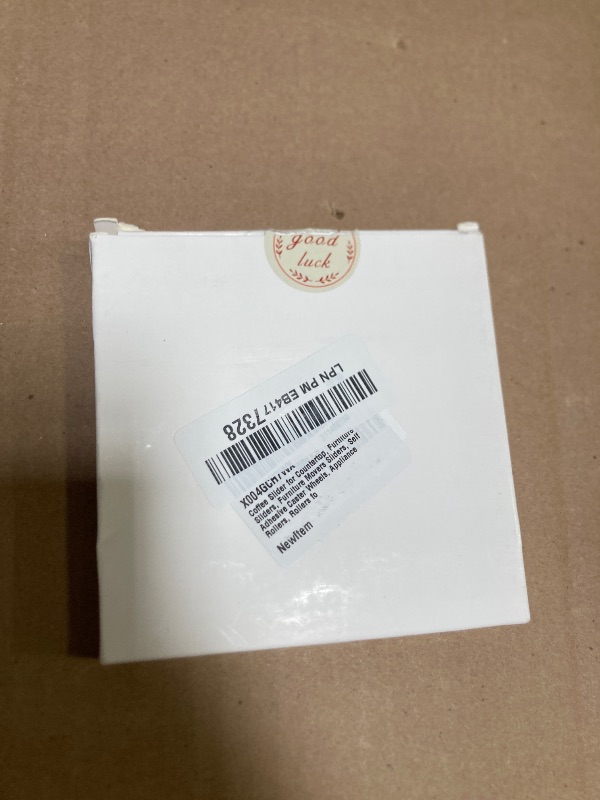 good
luck
LPN PM EB4177328
Coffee Slider for Countertop, Furniture
Sliders, Furniture Movers Sliders, Self
Adhesive Caster Wheels, Appliance
Rollers, Rollers fo
NewItem